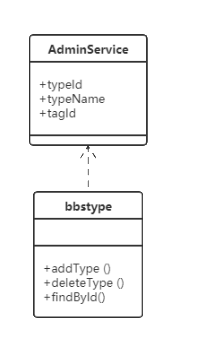 AdminService
+typeId
+typeName
+tagId
bbstype
+addType ()
+deleteType ()
+findById()